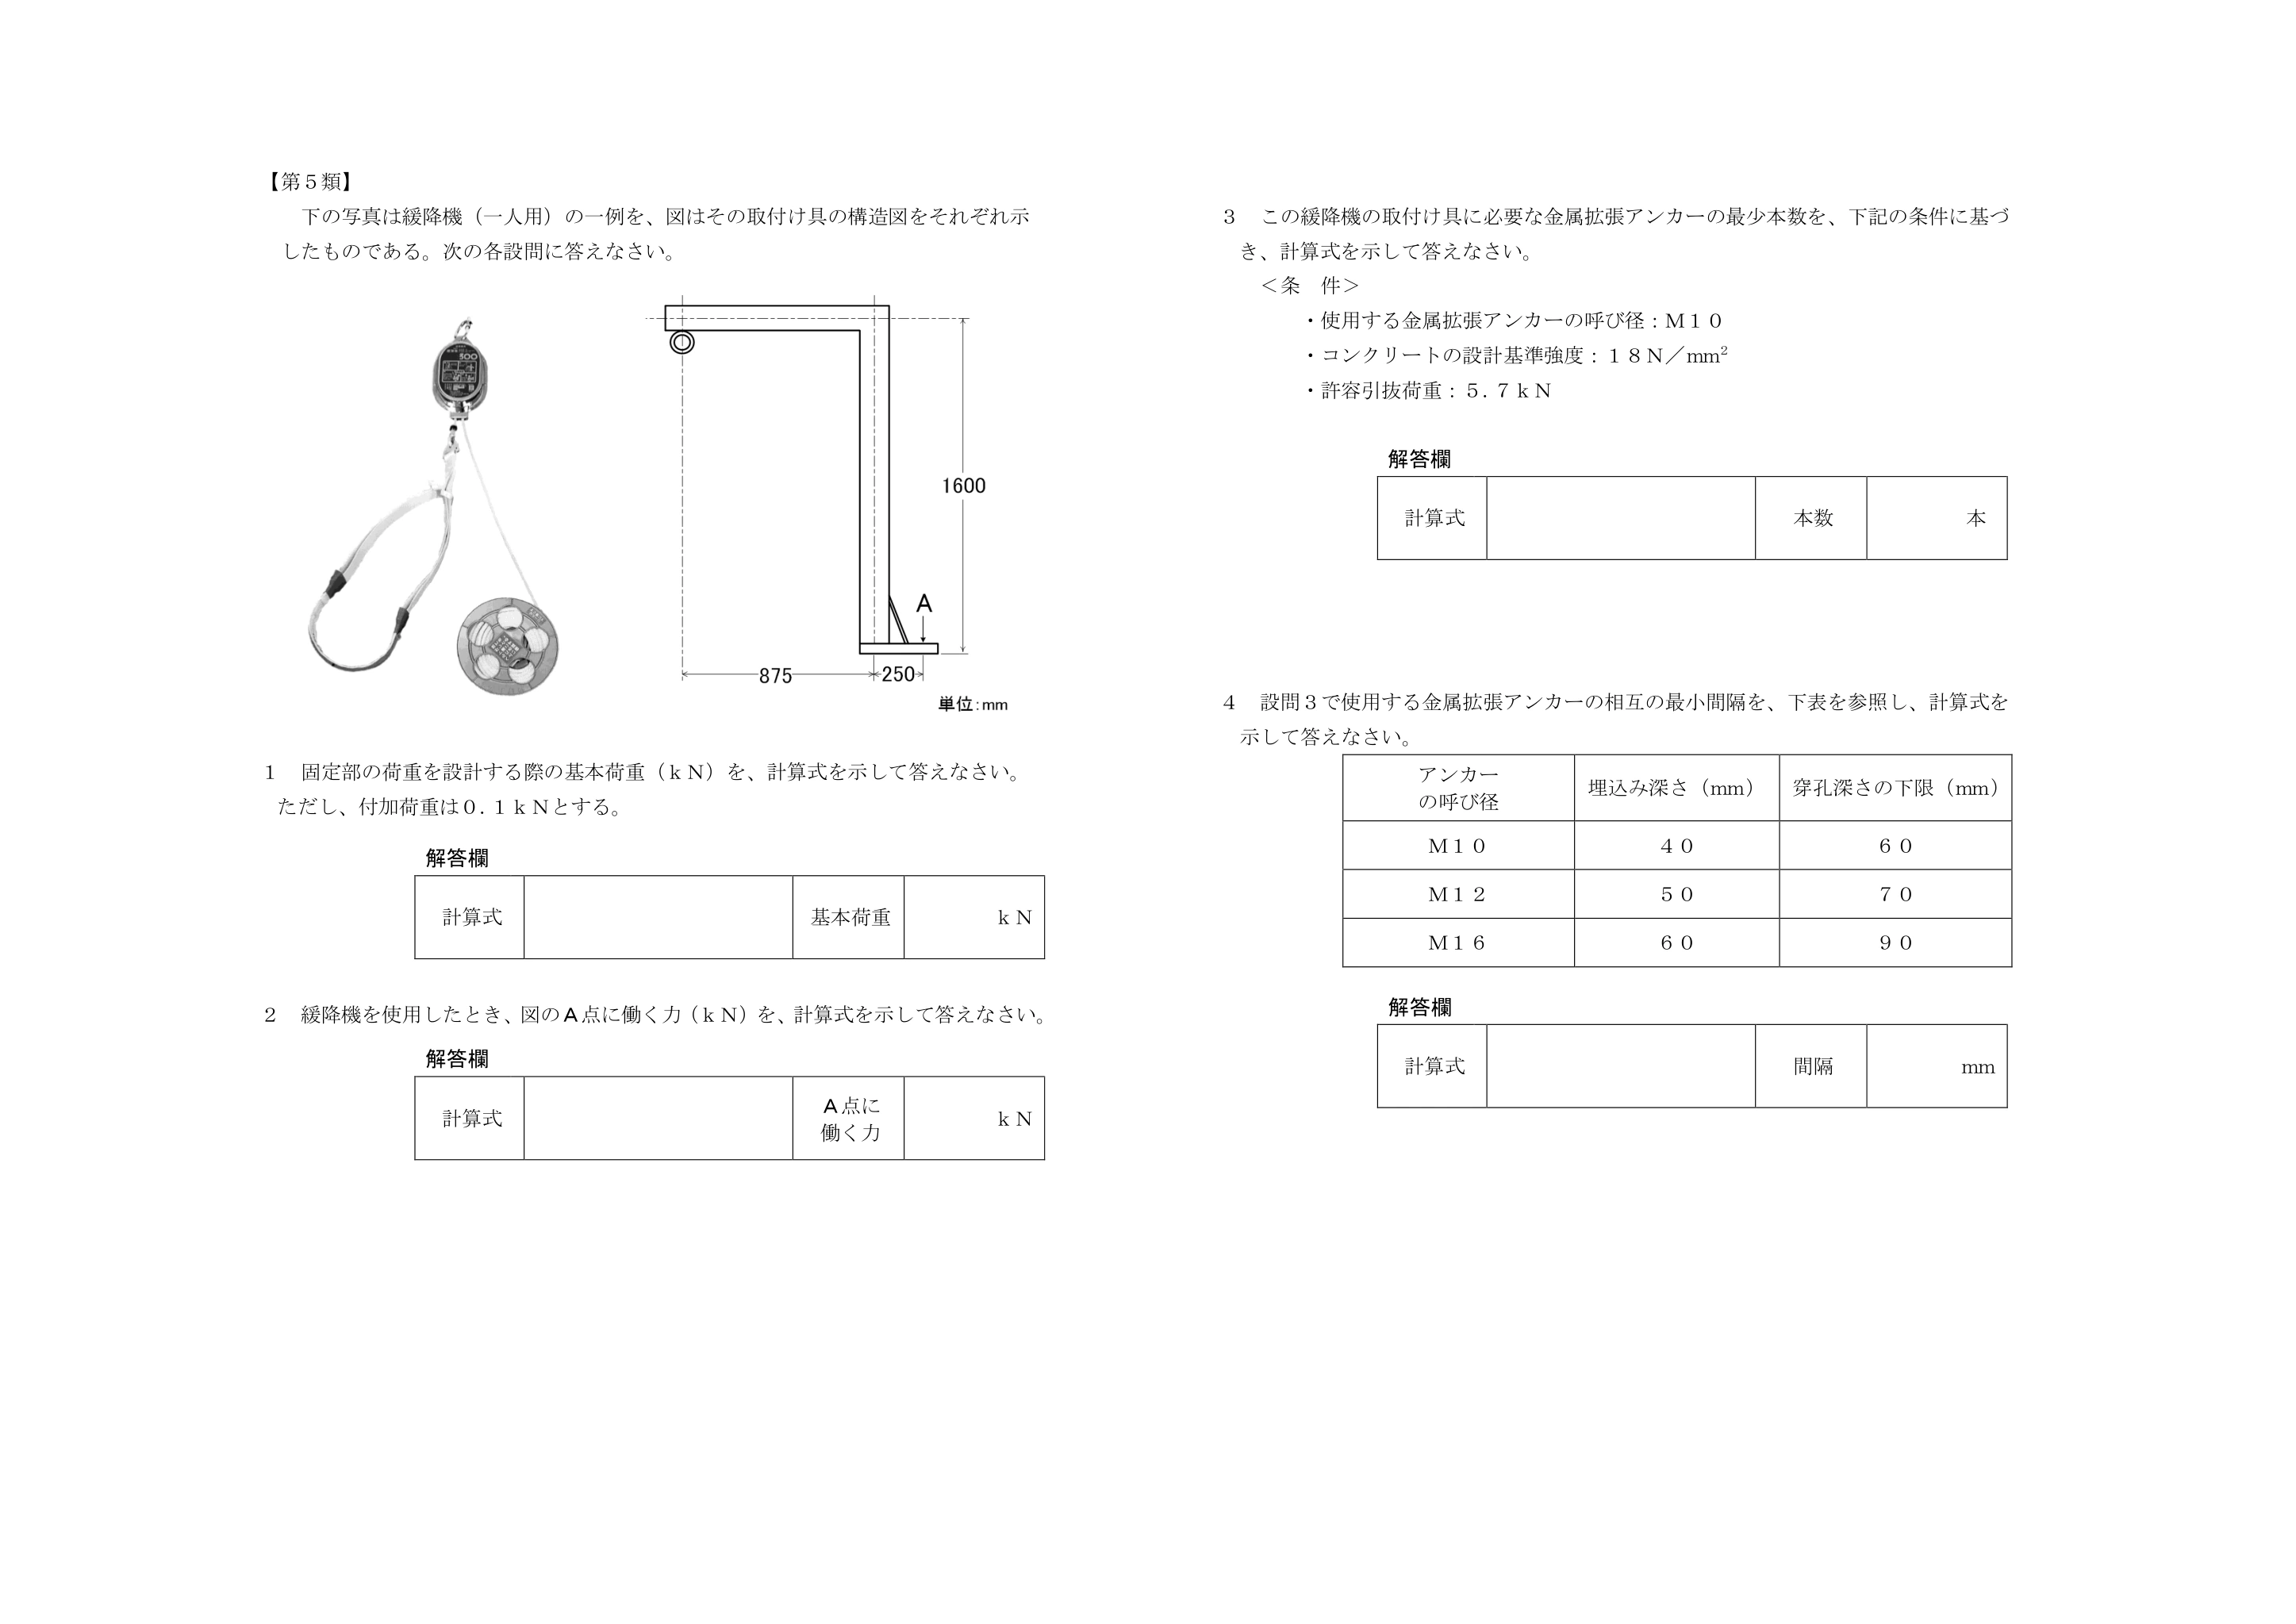 【第５類】
下の写真は緩降機（一人用）の一例を、図はその取付け具の構造図をそれぞれ示
したものである。次の各設問に答えなさい。
300
1600
A
875
250
単位:mm
１　固定部の荷重を設計する際の基本荷重（ｋＮ）を、計算式を示して答えなさい。
ただし、付加荷重は０．１ｋＮとする。
解答欄
計算式
基本荷重
ｋＮ
２　緩降機を使用したとき、図のA点に働く力（ｋＮ）を、計算式を示して答えなさい。
解答欄
計算式
A点に
働く力
ｋＮ
３　この緩降機の取付け具に必要な金属拡張アンカーの最少本数を、下記の条件に基づ
き、計算式を示して答えなさい。
＜条　件＞
・使用する金属拡張アンカーの呼び径：Ｍ１０
・コンクリートの設計基準強度：１８Ｎ／mm²
・許容引抜荷重：５．７ｋＮ
解答欄
計算式
本数
本
４　設問３で使用する金属拡張アンカーの相互の最小間隔を、下表を参照し、計算式を
示して答えなさい。
アンカー
の呼び径
埋込み深さ（mm）
穿孔深さの下限（mm）
Ｍ１０　４０　６０
Ｍ１２　５０　７０
Ｍ１６　６０　９０
解答欄
計算式
間隔
mm